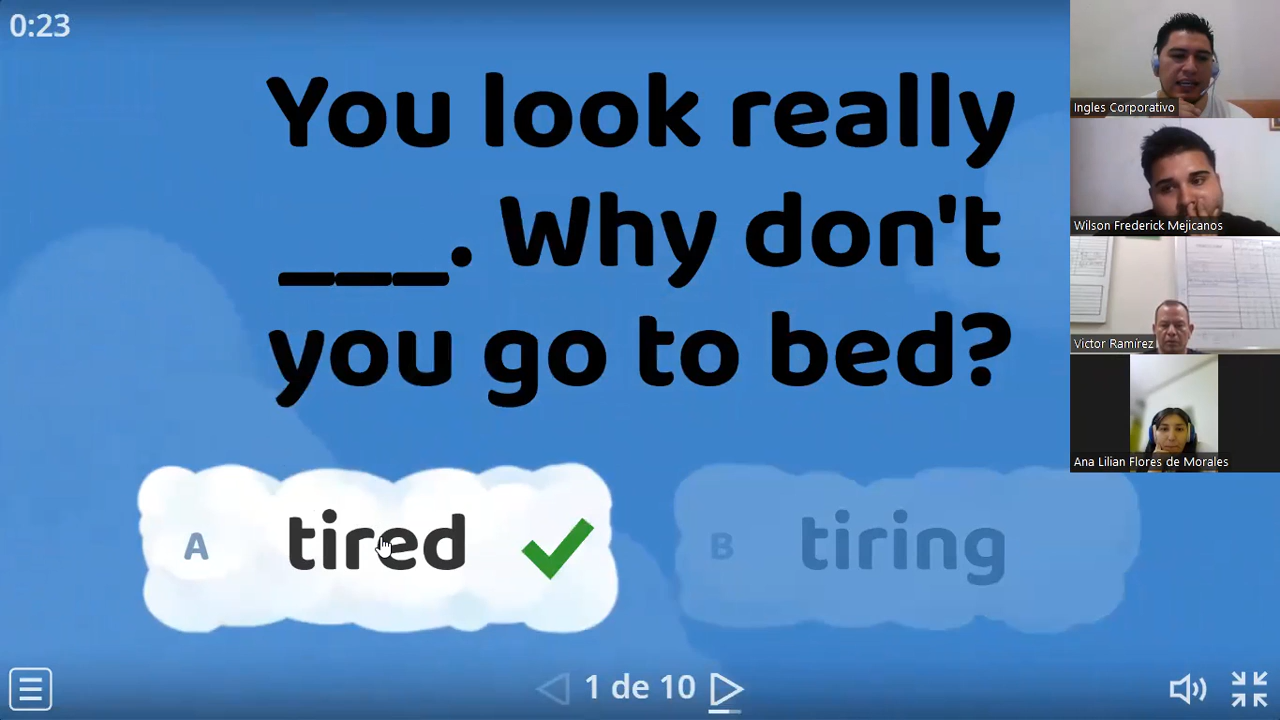 0:23
You look really
___. Why don't
you go to bed?
A tired
B tiring
1 de 10
Ingles Corporativo
Wilson Frederick Mejicanos
Victor Ramírez
Ana Lilian Flores de Morales